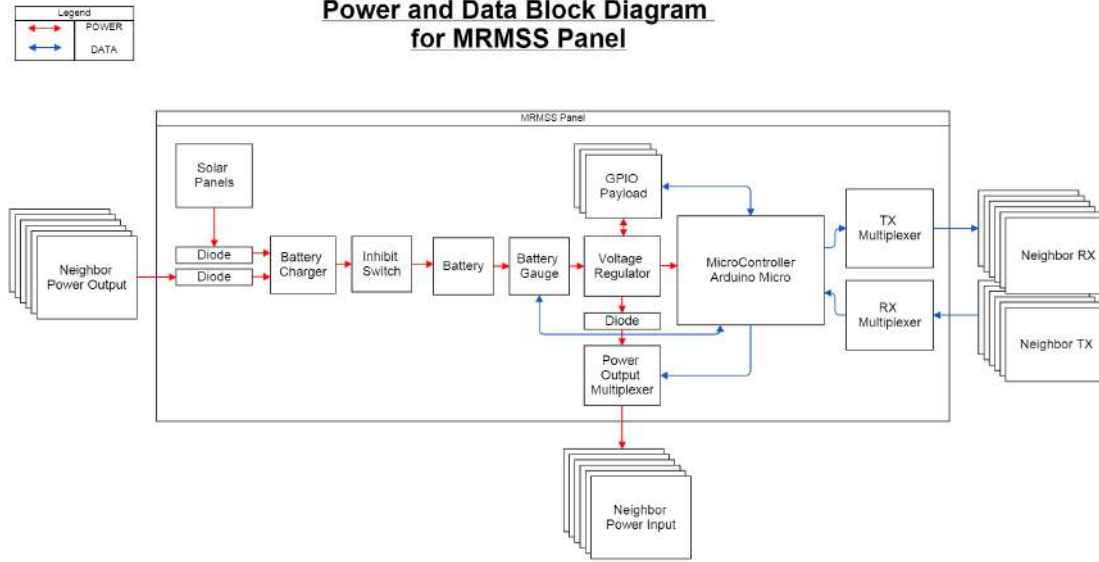 Power and Data Block Diagram
for MRMSS Panel
Legend
POWER
DATA
MRMSS Panel
Solar
Panels
GPIO
Payload
TX
Multiplexer
Neighbor
Power Output
Diode
Diode
Battery
Charger
Inhibit
Switch
Battery
Battery
Gauge
Voltage
Regulator
MicroController
Arduino Micro
Neighbor RX
RX
Multiplexer
Neighbor TX
Diode
Power
Output
Multiplexer
Neighbor
Power Input